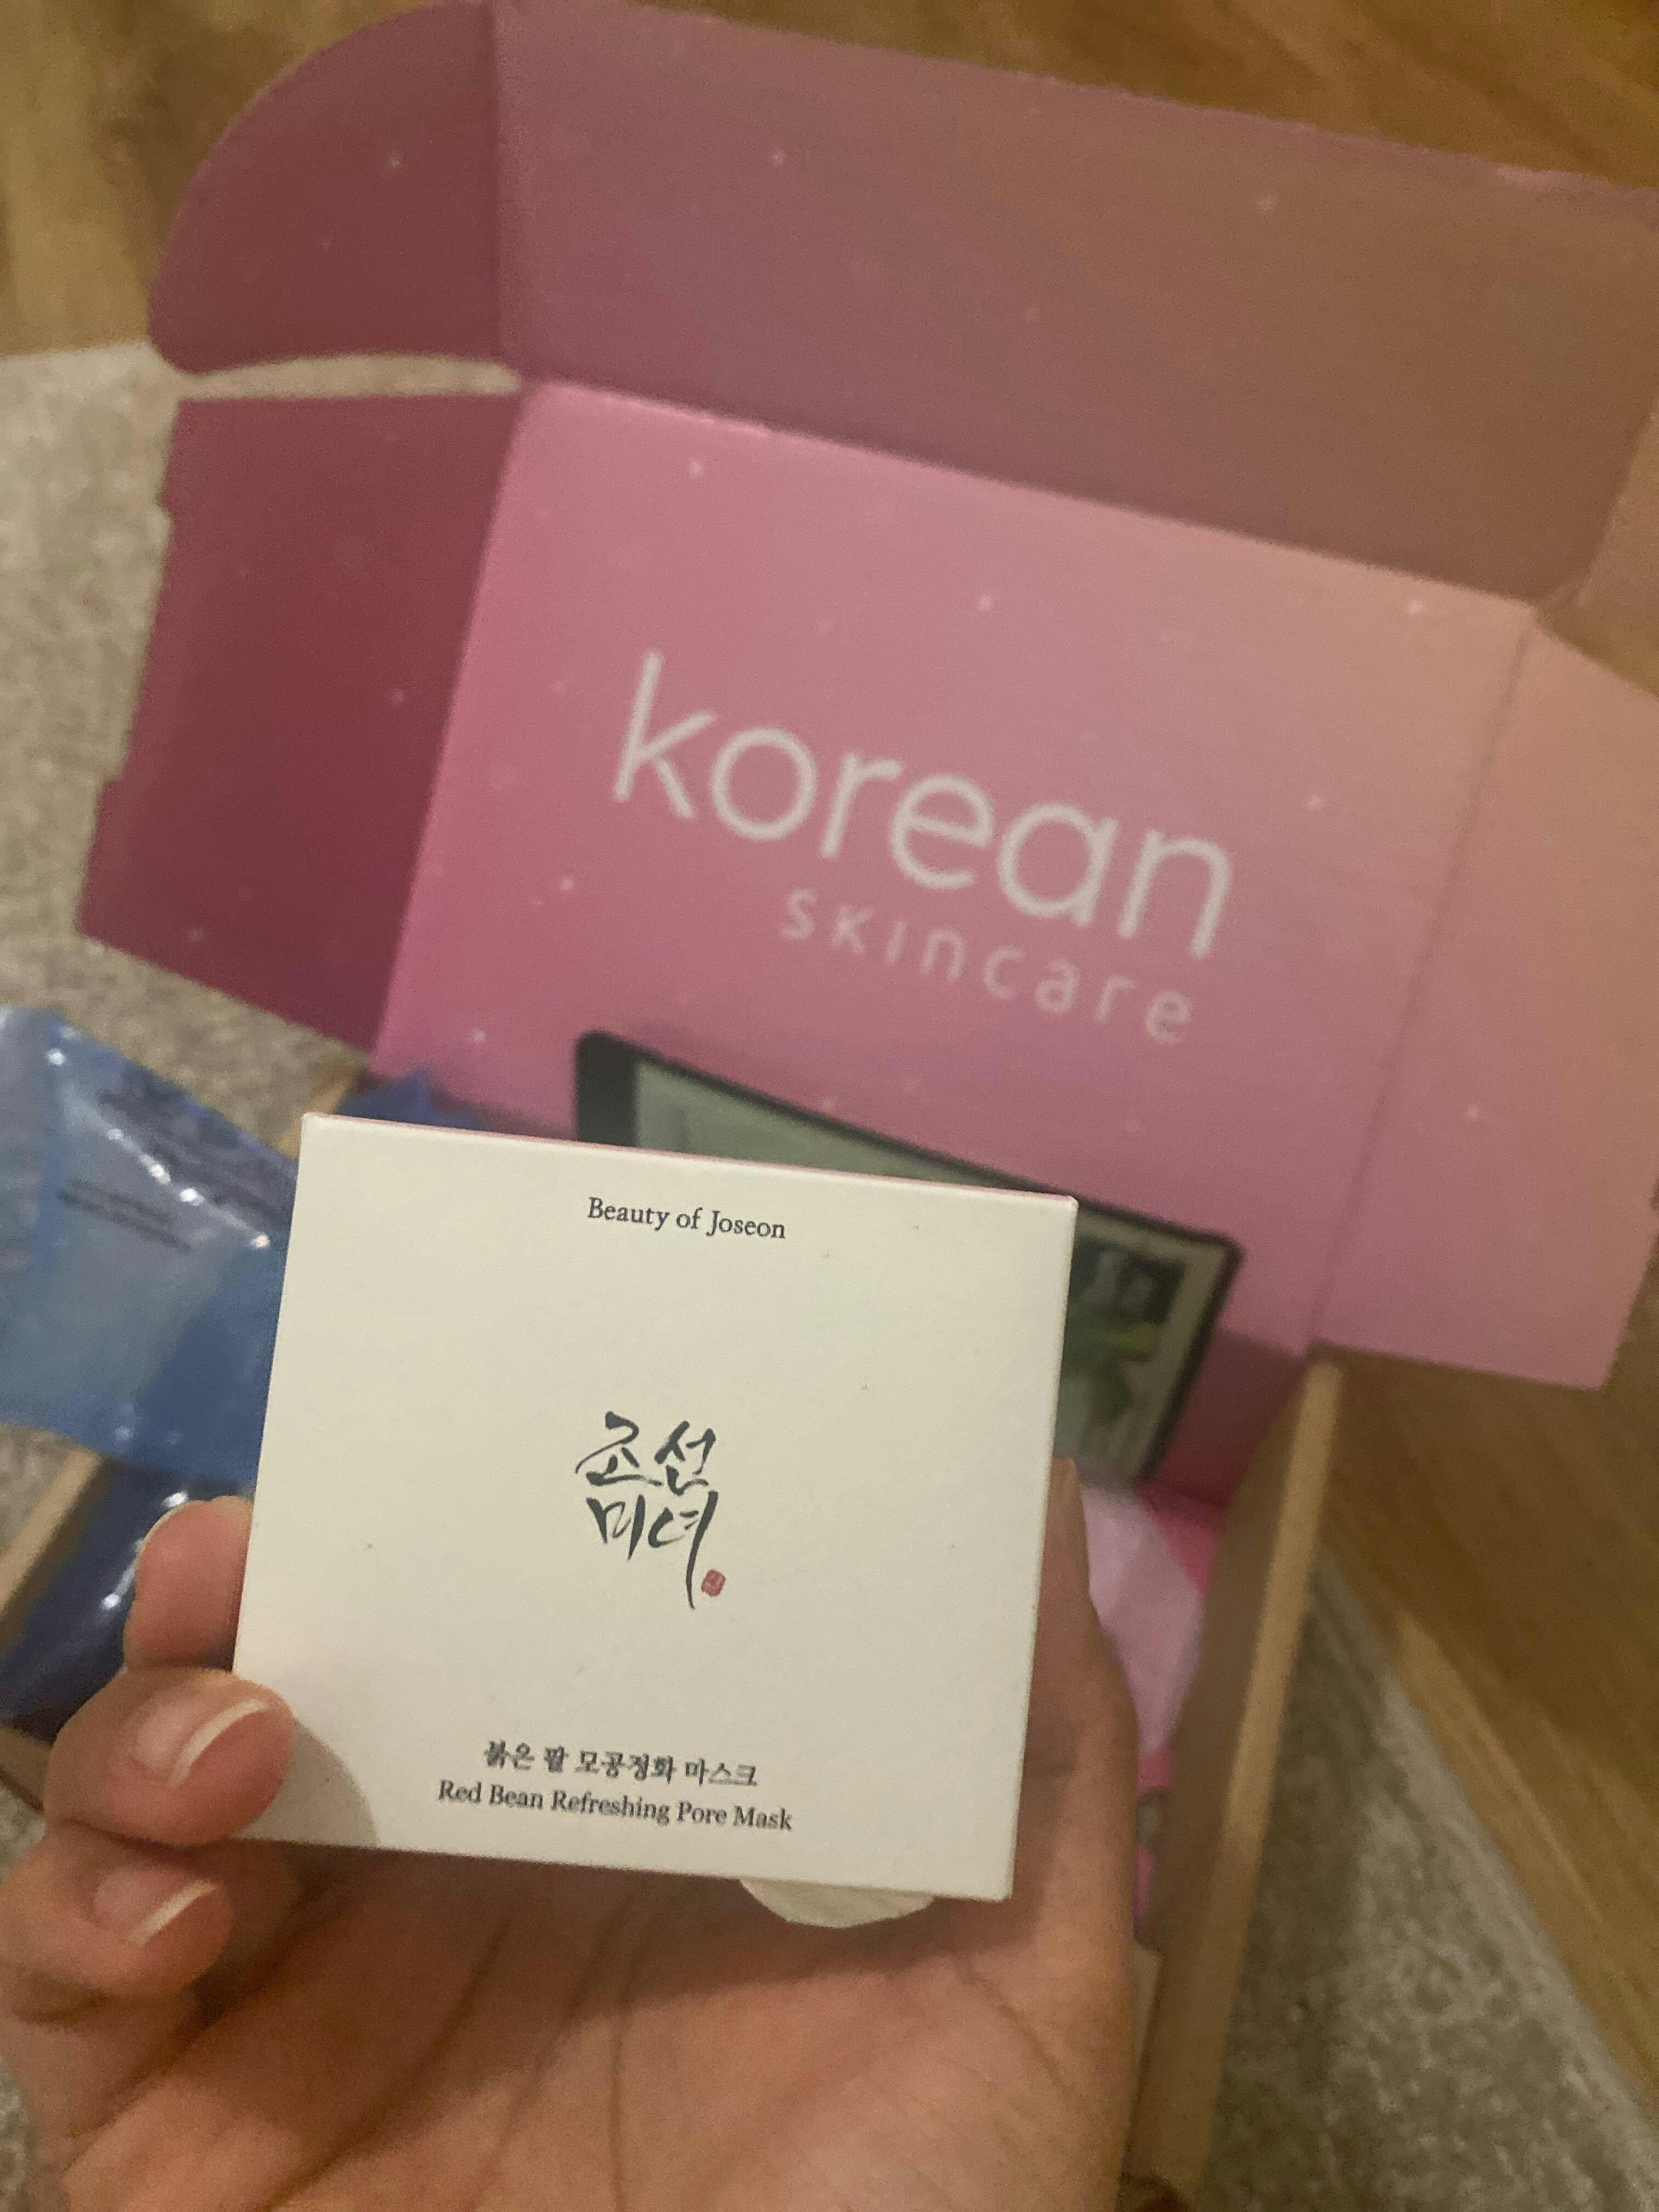 korean
skincare
Beauty of Joseon
조선
미녀
붉은 팥 모공정화 마스크
Red Bean Refreshing Pore Mask